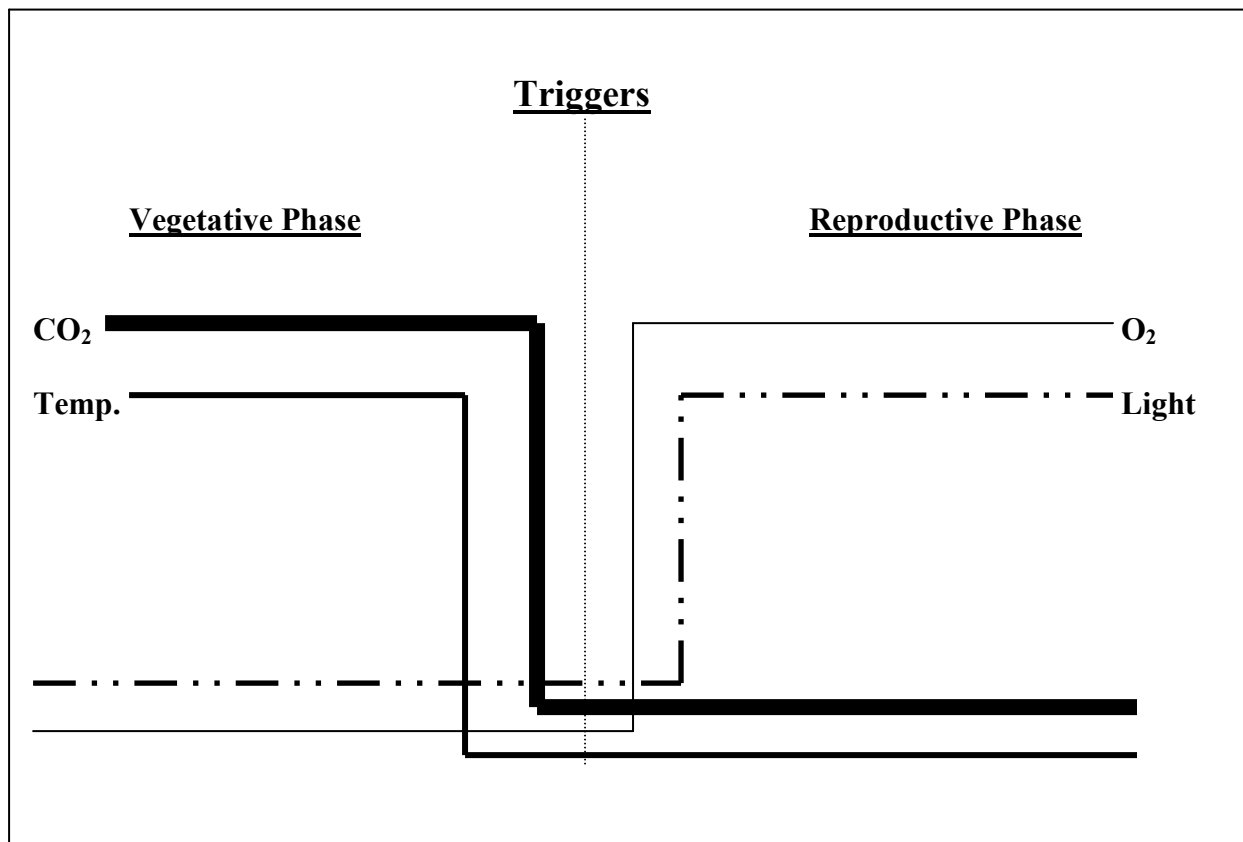 Triggers
Vegetative Phase
Reproductive Phase
CO₂
O₂
Temp.
Light